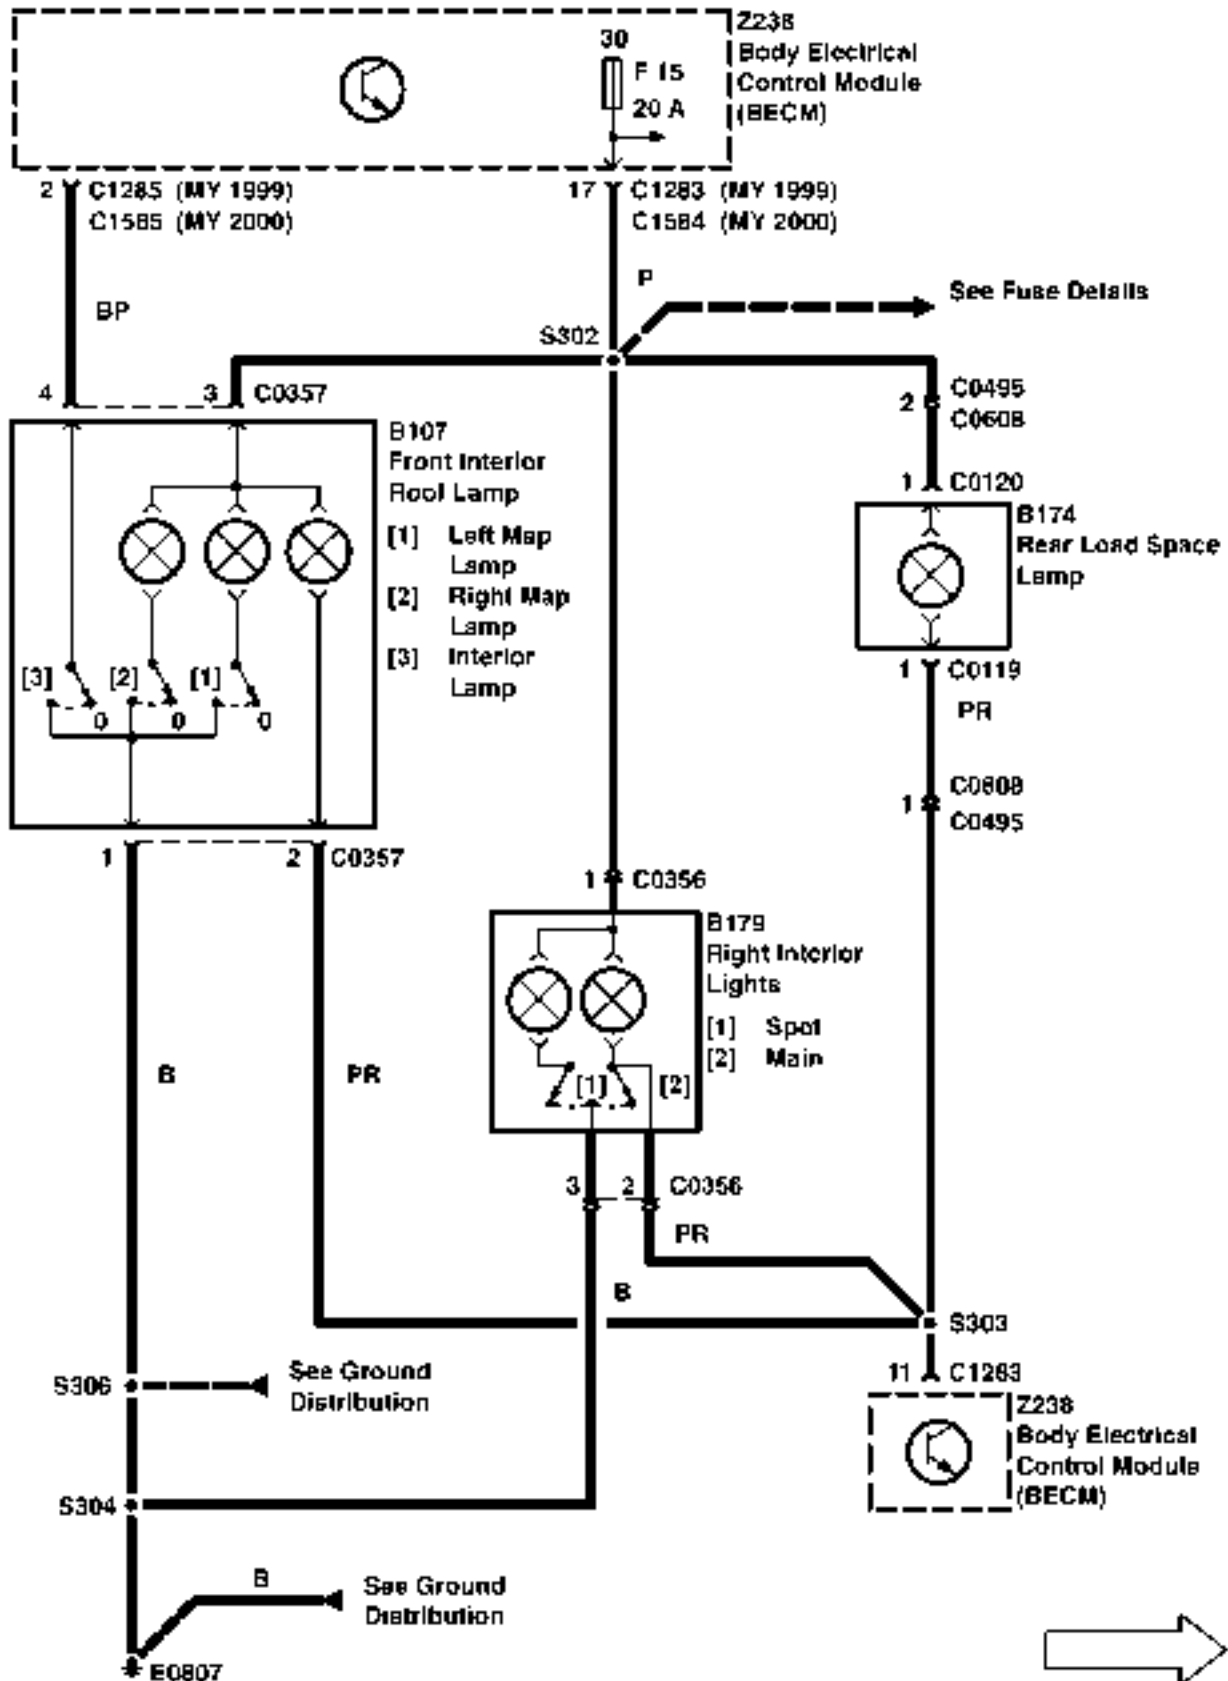 Z238
Body Electrical
Control Module
(BECM)
30
F 15
20 A
2 C1285 (MY 1999)
C1585 (MY 2000)
17 C1283 (MY 1999)
C1584 (MY 2000)
BP
P
See Fuse Details
S302
4
3 C0357
2
C0495
C0608
B107
Front Interior
Roof Lamp
[1] Left Map
Lamp
[2] Right Map
Lamp
[3] Interior
Lamp
1 C0120
B174
Rear Load Space
Lamp
[3]
[2]
[1]
0
0
0
1 C0119
PR
1
C0608
C0495
1
2 C0357
1 C0356
B179
Right Interior
Lights
[1] Spot
[2] Main
[1]
[2]
B
PR
3
2
C0356
PR
B
S303
11 C1283
Z238
Body Electrical
Control Module
(BECM)
S306
See Ground
Distribution
S304
B
See Ground
Distribution
E0807